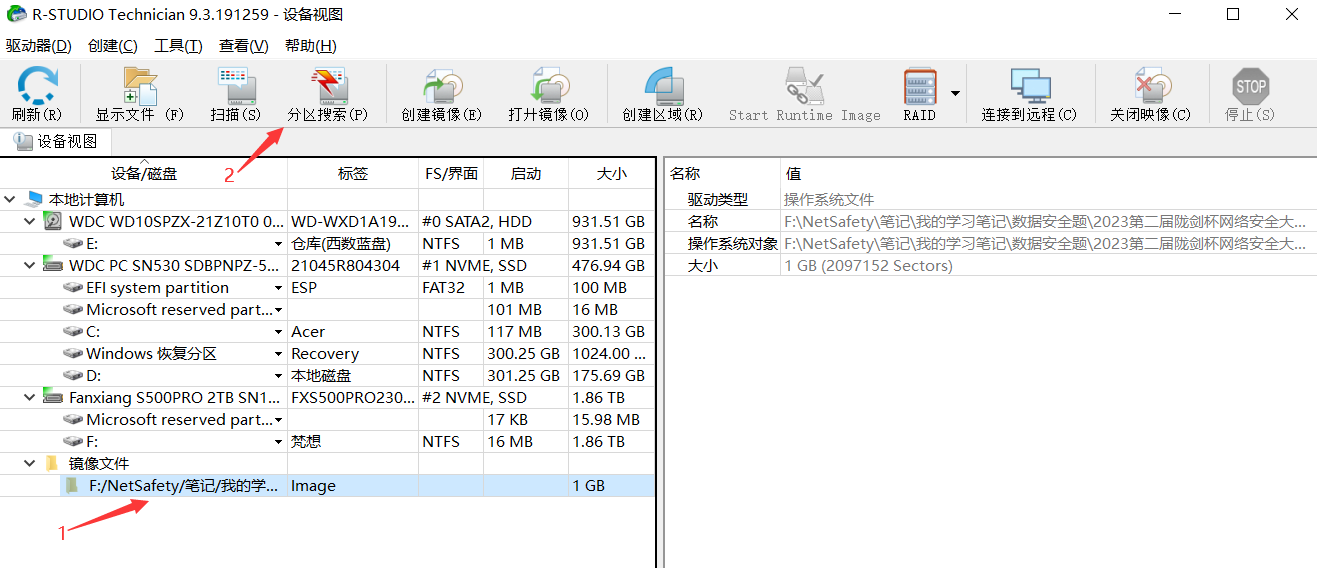 R-STUDIO Technician 9.3.191259 - 设备视图
驱动器(D) 创建(C) 工具(T) 查看(V) 帮助(H)
刷新(R) 显示文件 (F) 扫描(S) 分区搜索(P) 创建镜像(E) 打廾镜像(O) 创建区域(R) Start Runtime Image RAID 连接到远程(C) 关闭映像(C) STOP 停止(S)
设备视图
2
设备/磁盘 标签 FS/界面 启动 大小
本地计算机
WDC WD10SPZX-21Z10T0 0... WD-WXD1A19... #0 SATA2, HDD 931.51 GB
E: 仓库(西数蓝盘) NTFS 1 MB 931.51 GB
WDC PC SN530 SDBPNPZ-5... 21045R804304 #1 NVME, SSD 476.94 GB
EFI system partition ESP FAT32 1 MB 100 MB
Microsoft reserved part... 101 MB 16 MB
C: Acer NTFS 117 MB 300.13 GB
Windows 恢复分区 Recovery NTFS 300.25 GB 1024.00 ...
D: 本地磁盘 NTFS 301.25 GB 175.69 GB
Fanxiang S500PRO 2TB SN1... FXS500PRO230... #2 NVME, SSD 1.86 TB
Microsoft reserved part... 17 KB 15.98 MB
F: 梵想 NTFS 16 MB 1.86 TB
镜像文件
F:/NetSafety/笔记/我的学... Image 1 GB
1
名称 值
驱动类型 操作系统文件
名称 F:\NetSafety\笔记\我的学习笔记\数据安全题\2023第二届陇剑杯网络安全大...
操作系统对象 F:\NetSafety\笔记\我的学习笔记\数据安全题\2023第二届陇剑杯网络安全大...
大小 1 GB (2097152 Sectors)